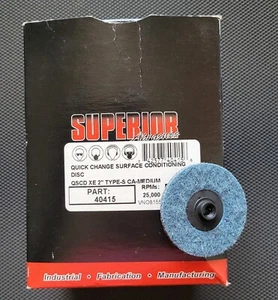 SUPERIOR
ABRASIVES
QUICK CHANGE SURFACE CONDITIONING
DISC
QSCD XE 2" TYPE-S CA-MEDIUM
PART:
40415
RPMs:
25,000
Industrial • Fabrication • Manufacturing